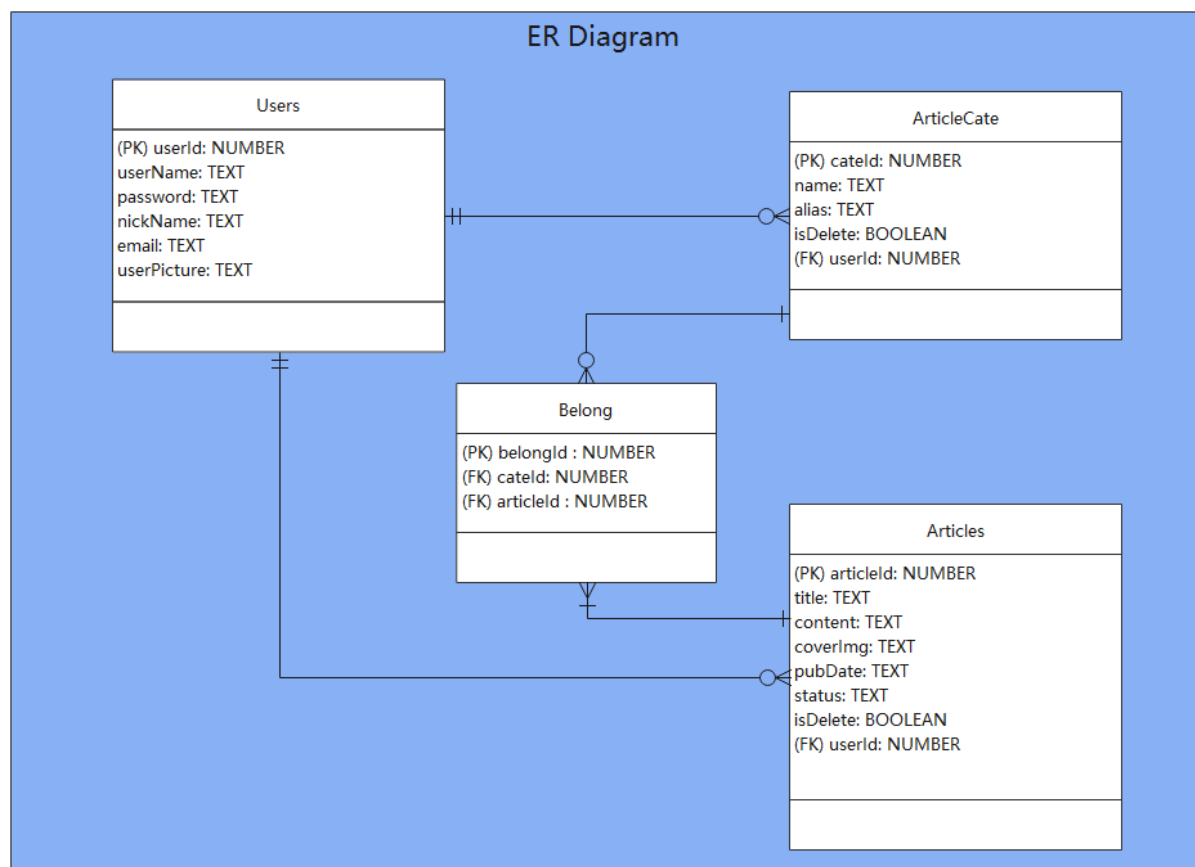 ER Diagram
Users
(PK) userId: NUMBER
userName: TEXT
password: TEXT
nickName: TEXT
email: TEXT
userPicture: TEXT
ArticleCate
(PK) cateId: NUMBER
name: TEXT
alias: TEXT
isDelete: BOOLEAN
(FK) userId: NUMBER
Belong
(PK) belongId : NUMBER
(FK) cateId: NUMBER
(FK) articleId : NUMBER
Articles
(PK) articleId: NUMBER
title: TEXT
content: TEXT
coverImg: TEXT
pubDate: TEXT
status: TEXT
isDelete: BOOLEAN
(FK) userId: NUMBER